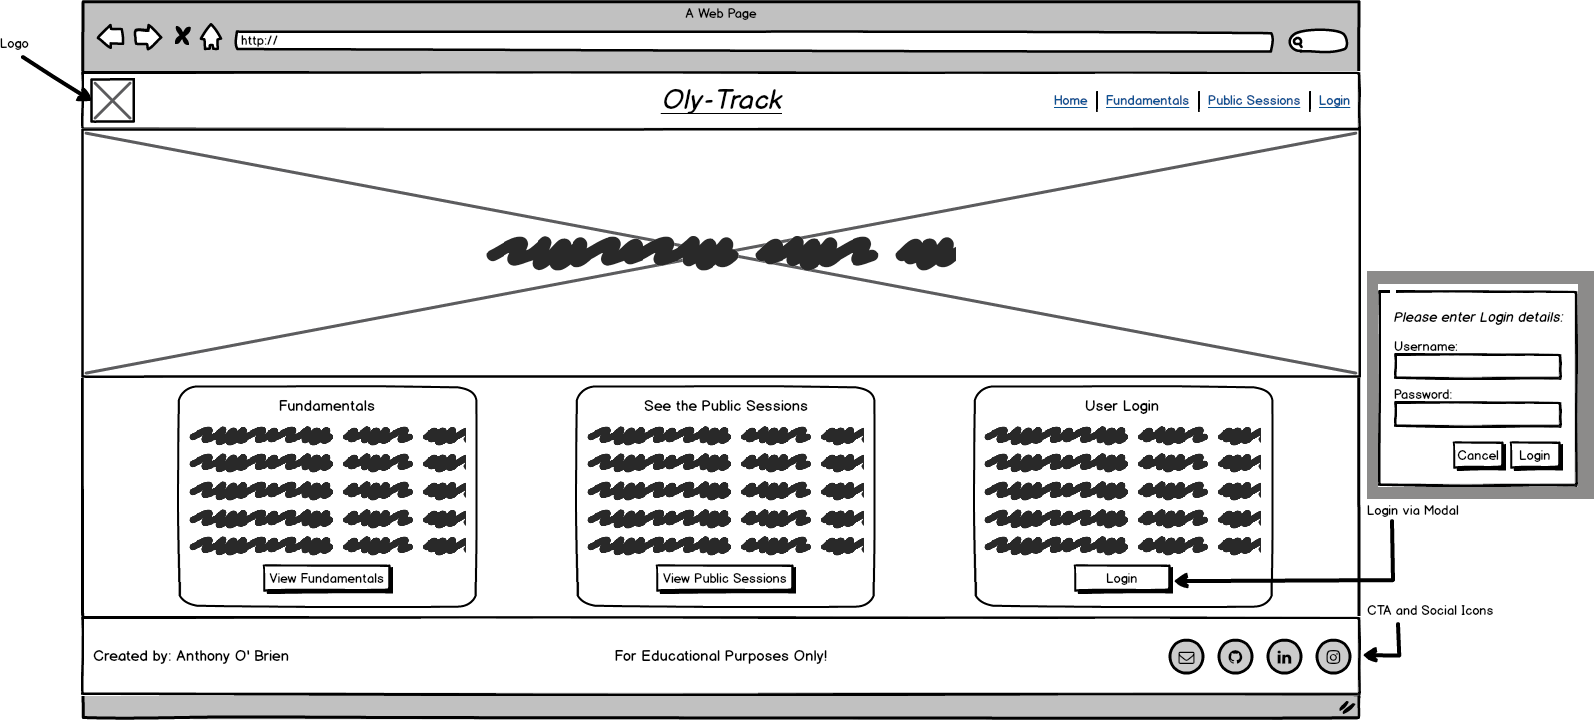 A Web Page
http://
Logo
Oly-Track
Home | Fundamentals | Public Sessions | Login
Please enter Login details:
Username:
Password:
Cancel Login
Login via Modal
Fundamentals
View Fundamentals
See the Public Sessions
View Public Sessions
User Login
Login
CTA and Social Icons
Created by: Anthony O' Brien
For Educational Purposes Only!
in